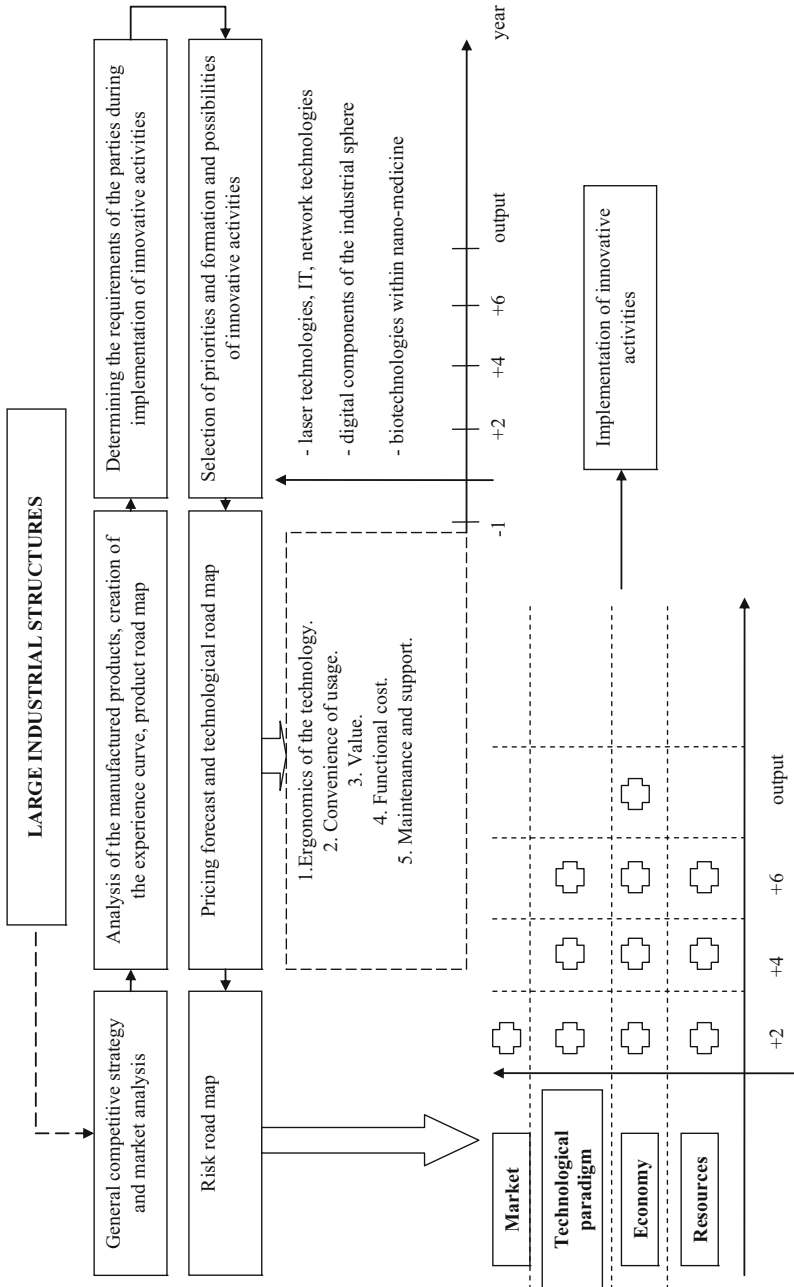 LARGE INDUSTRIAL STRUCTURES
General competitive strategy
and market analysis
Analysis of the manufactured products, creation of
the experience curve, product road map
Determining the requirements of the parties during
implementation of innovative activities
Risk road map
Pricing forecast and technological road map
Selection of priorities and formation and possibilities
of innovative activities
1.Ergonomics of the technology.
2. Convenience of usage.
3. Value.
4. Functional cost.
5. Maintenance and support.
- laser technologies, IT, network technologies
- digital components of the industrial sphere
- biotechnologies within nano-medicine
-1
+2
+4
+6
output
year
Market
Technological
paradigm
Economy
Resources
+2
+4
+6
output
Implementation of innovative
activities